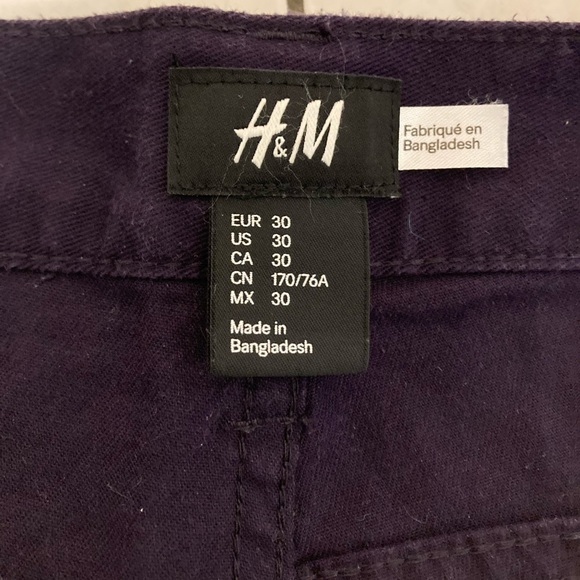 H&M
Fabriqué en
Bangladesh
EUR 30
US 30
CA 30
CN 170/76A
MX 30
Made in
Bangladesh